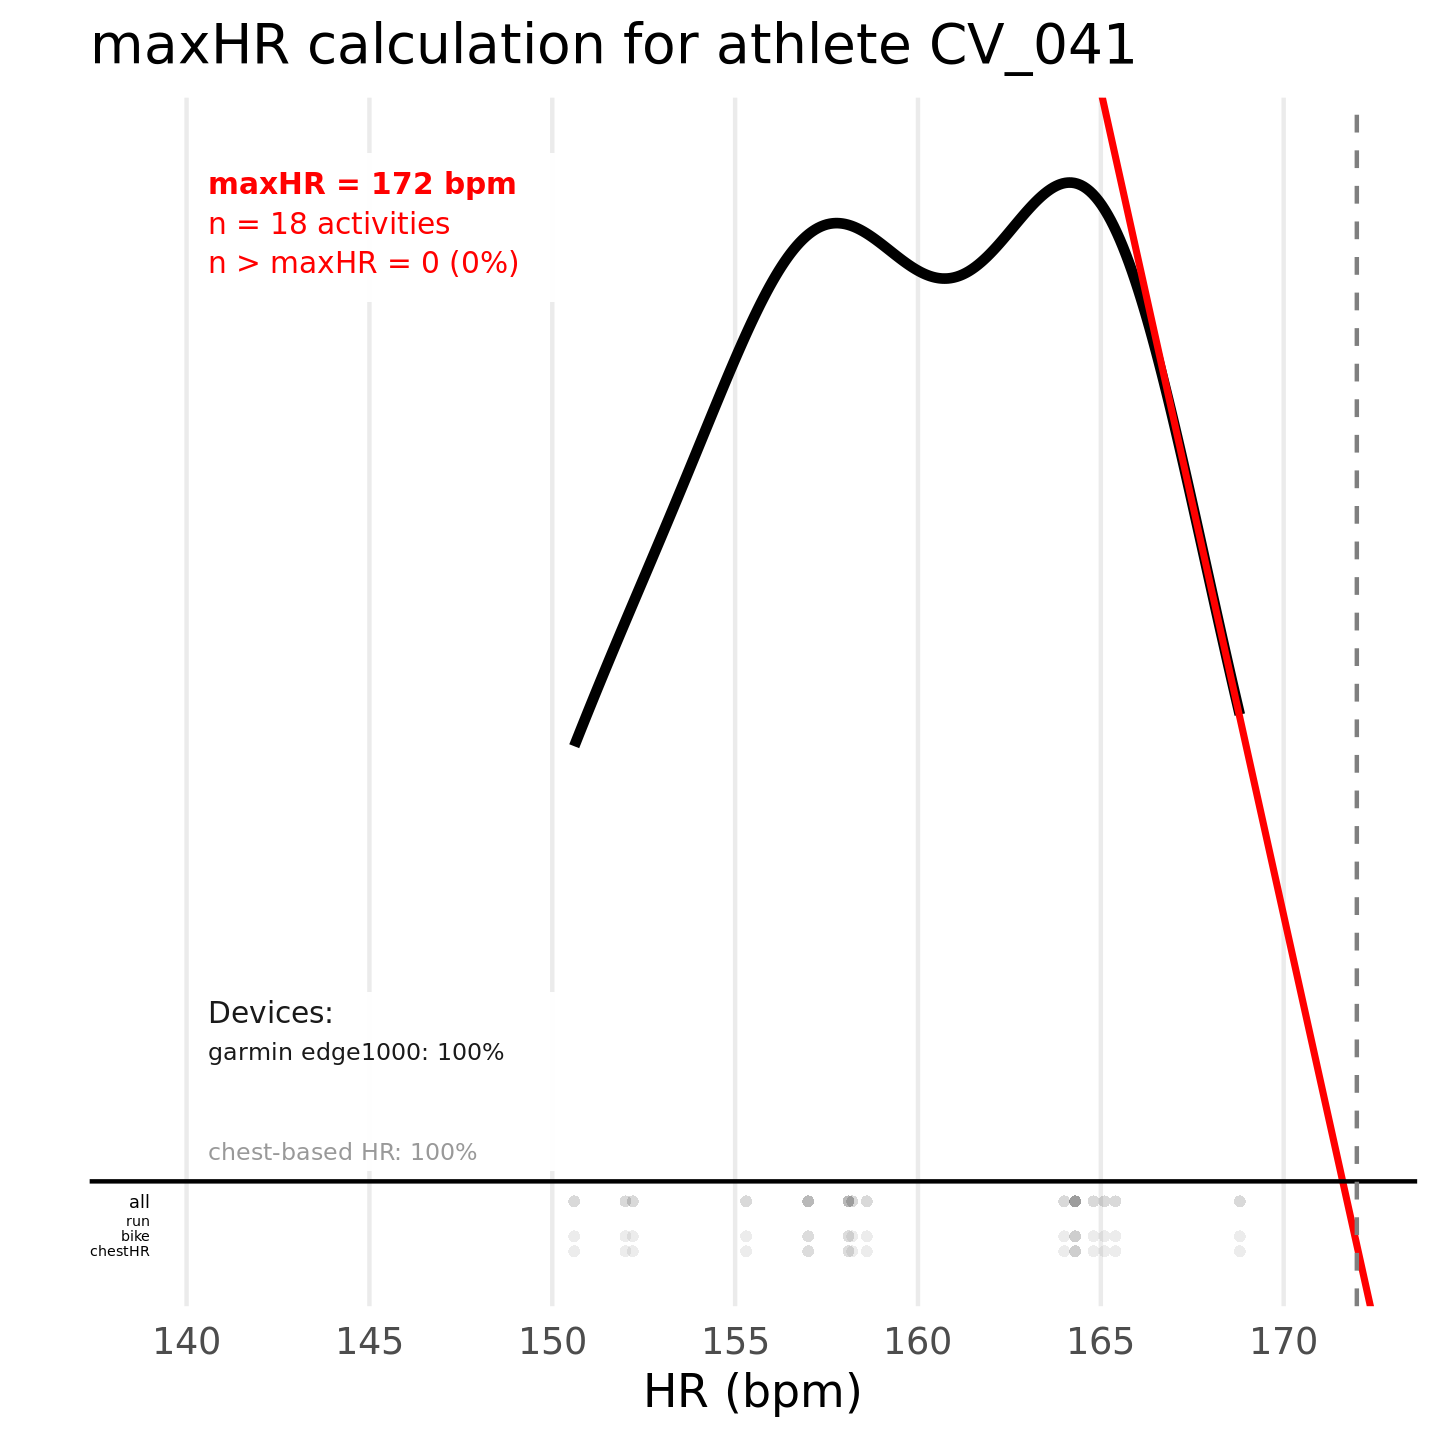 maxHR calculation for athlete CV_041
maxHR = 172 bpm
n = 18 activities
n > maxHR = 0 (0%)
Devices:
garmin edge1000: 100%
chest-based HR: 100%
all
run
bike
chestHR
140 145 150 155 160 165 170
HR (bpm)